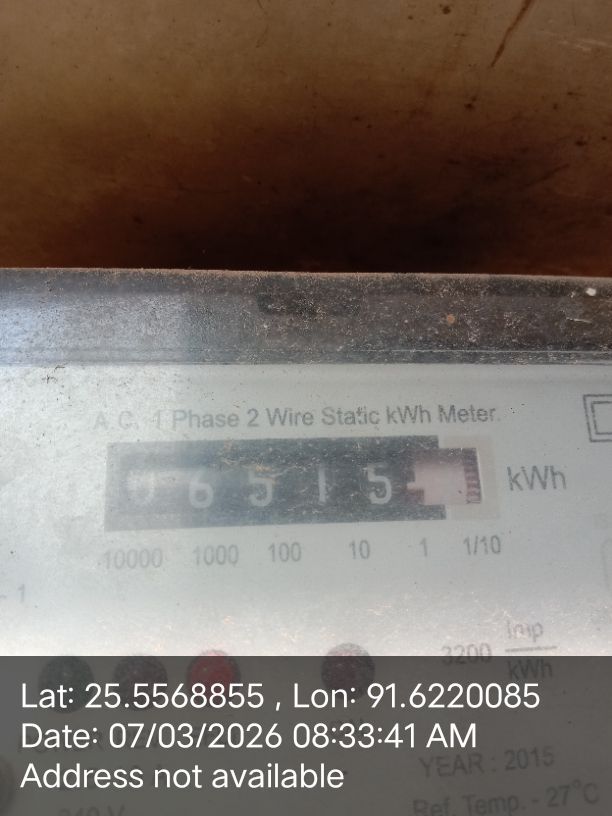 A.C. 1 Phase 2 Wire Static kWh Meter.
06515 kWh
10000 1000 100 10 1 1/10
- 1
3200 Imp
kWh
Lat: 25.5568855 , Lon: 91.6220085
Date: 07/03/2026 08:33:41 AM
Address not available
YEAR : 2015
240 V
Ref. Temp. - 27°C